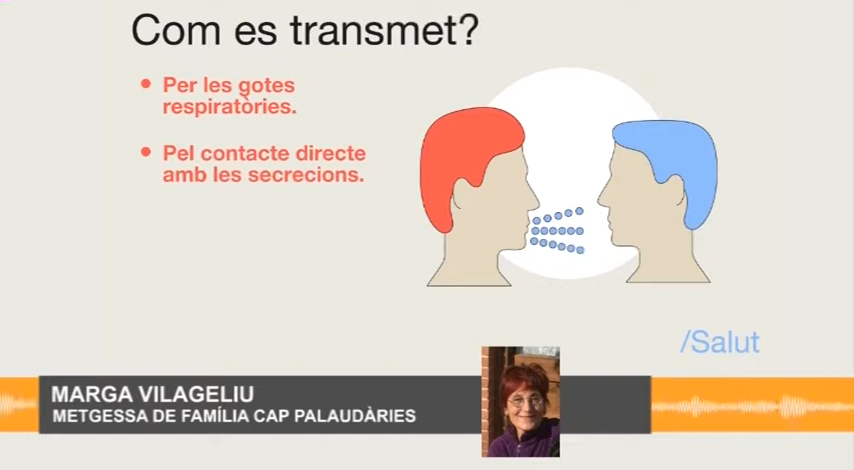 Com es transmet?
• Per les gotes
respiratòries.
• Pel contacte directe
amb les secrecions.
/Salut
MARGA VILAGELIU
METGESSA DE FAMÍLIA CAP PALAUDÀRIES